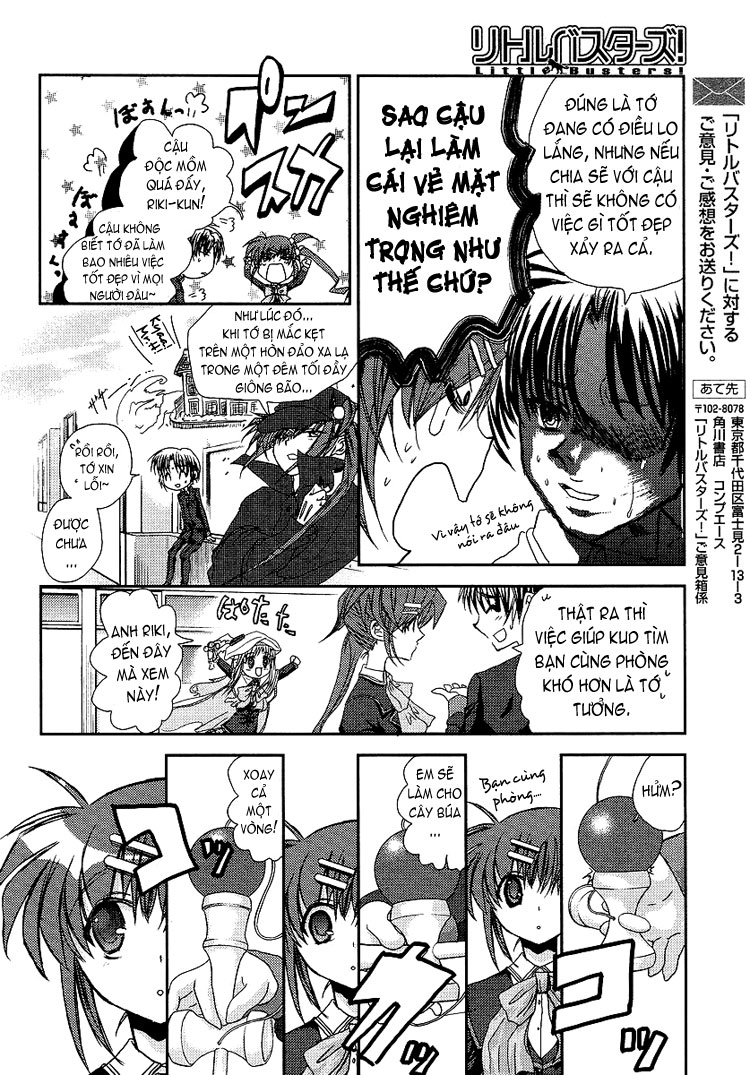 リトルバスターズ!
Little Busters!
「リトルバスターズ!」に対する
ご意見・ご感想をお送りください。
あて先
〒102-8078
東京都千代田区富士見2-13-3
角川書店 コンプエース
「リトルバスターズ!」ご意見箱係
ĐÚNG LÀ TỚ
ĐANG CÓ ĐIỀU LO
LẮNG, NHƯNG NẾU
CHIA SẼ VỚI CẬU
THÌ SẼ KHÔNG CÓ
VIỆC GÌ TỐT ĐẸP
XẢY RA CẢ.
SAO CẬU
LẠI LÀM
CÁI VẺ MẶT
NGHIÊM
TRỌNG NHƯ
THẾ CHỨ?
Vì vậy tớ sẽ không
nói ra đâu
CẬU
ĐỘC MỒM
QUÁ ĐẤY,
RIKI-KUN!
CẬU KHÔNG
BIẾT TỚ ĐÃ LÀM
BAO NHIÊU VIỆC
TỐT ĐẸP VÌ MỌI
NGƯỜI ĐÂU~
NHƯ LÚC ĐÓ...
KHI TỚ BỊ MẮC KẸT
TRÊN MỘT HÒN ĐẢO XA LẠ
TRONG MỘT ĐÊM TỐI ĐẦY
GIÔNG BÃO...
RỒI RỒI,
TỚ XIN
LỖI~
ĐƯỢC
CHƯA...
THẬT RA THÌ
VIỆC GIÚP KUD TÌM
BẠN CÙNG PHÒNG
KHÓ HƠN LÀ TỚ
TƯỞNG.
ANH RIKI,
ĐẾN ĐÂY
MÀ XEM
NÀY!
HỬM?
Bạn cùng
phòng....
EM SẼ
LÀM CHO
CÂY BÚA
...
XOAY
CẢ
MỘT
VÒNG!